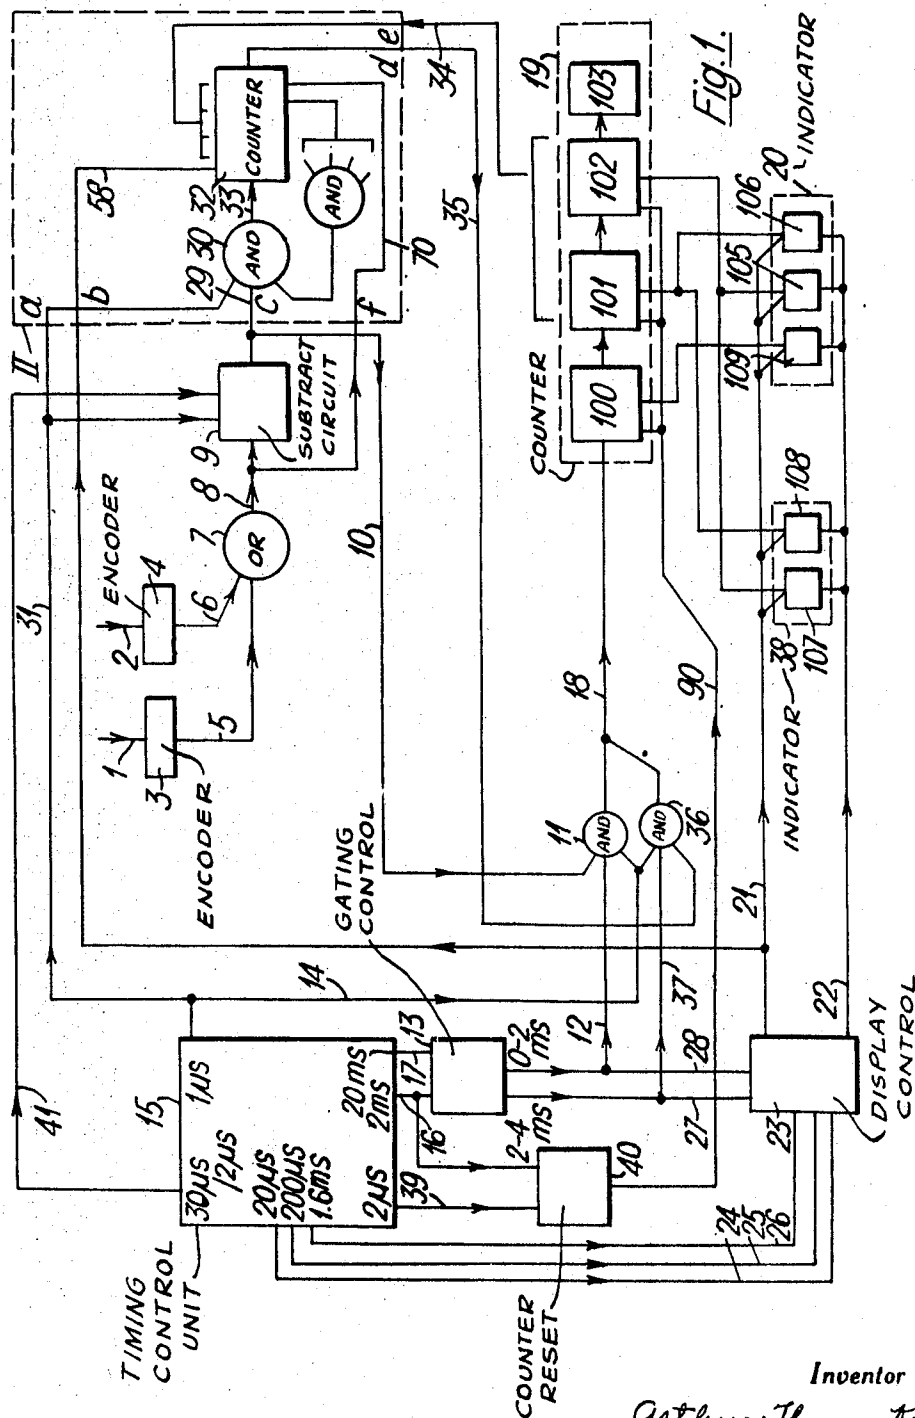 Fig. 1.
II
a
b
c
d
e
f
41
31
58
32
33
COUNTER
30
AND
29
AND
70
34
35
ENCODER
2
4
6
1
3
5
ENCODER
7
OR
8
9
SUBTRACT
CIRCUIT
10
19
103
102
101
100
COUNTER
20
INDICATOR
106
105
109
108
107
38
INDICATOR
18
90
11
AND
AND
36
GATING
CONTROL
14
12
37
21
22
15
1µS
30µS
12µS
20µS
200µS
1.6ms
2µS
20ms
2ms
17
13
16
39
0-2
ms
2-4
ms
28
27
23
40
24
25
26
TIMING
CONTROL
UNIT
COUNTER
RESET
DISPLAY
CONTROL
Inventor